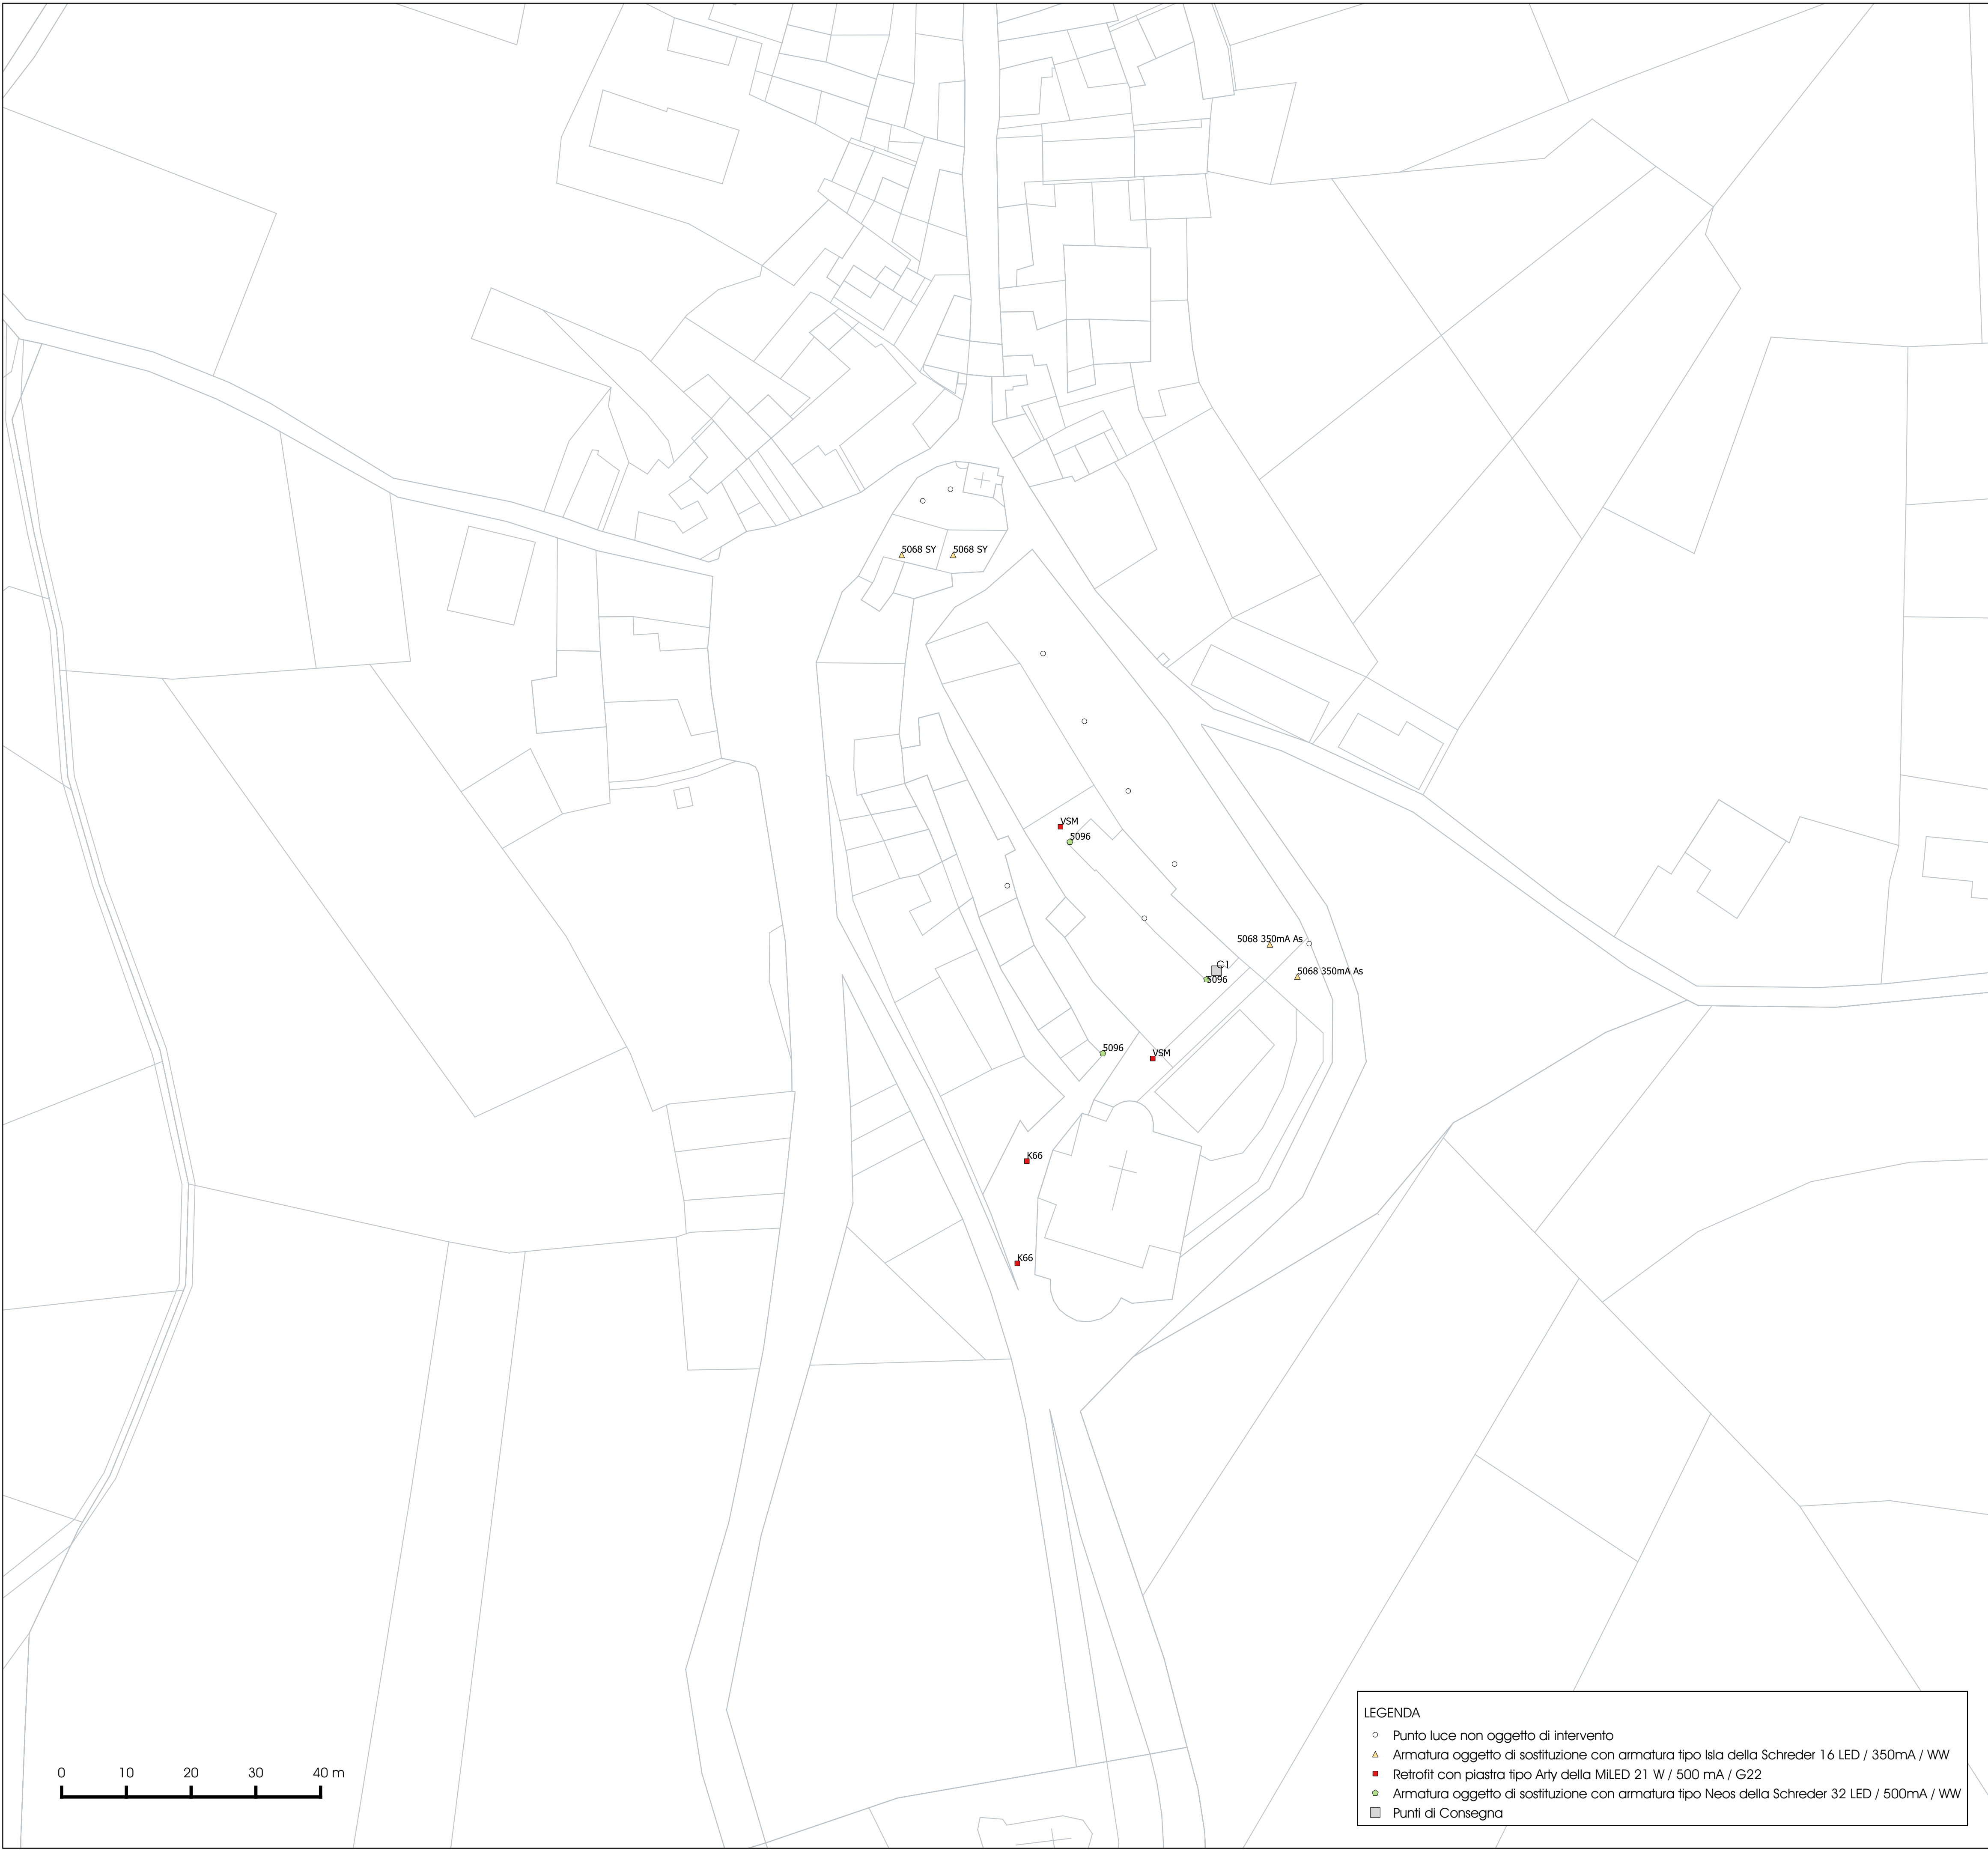 5068 SY 5068 SY
VSM
5096
5068 350mA As
C1
5068 350mA As
5096
5096
VSM
K66
K66
0 10 20 30 40 m
LEGENDA
Punto luce non oggetto di intervento
Armatura oggetto di sostituzione con armatura tipo Isla della Schreder 16 LED / 350mA / WW
Retrofit con piastra tipo Arty della MiLED 21 W / 500 mA / G22
Armatura oggetto di sostituzione con armatura tipo Neos della Schreder 32 LED / 500mA / WW
Punti di Consegna